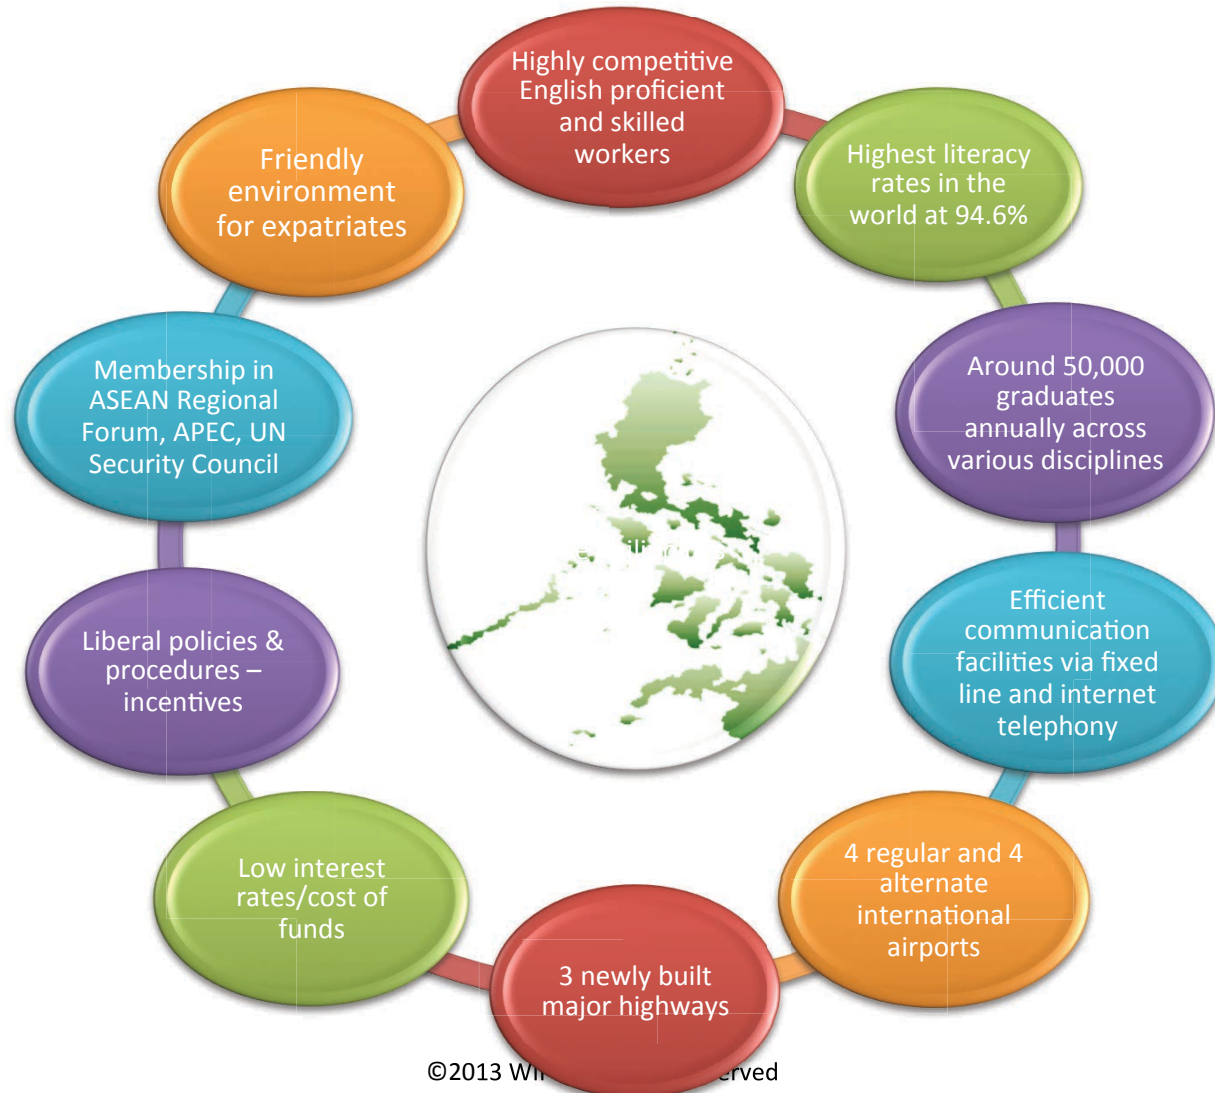 Highly competitive
English proficient
and skilled
workers
Highest literacy
rates in the
world at 94.6%
Around 50,000
graduates
annually across
various disciplines
Efficient
communication
facilities via fixed
line and internet
telephony
4 regular and 4
alternate
international
airports
3 newly built
major highways
Low interest
rates/cost of
funds
Liberal policies &
procedures –
incentives
Membership in
ASEAN Regional
Forum, APEC, UN
Security Council
Friendly
environment
for expatriates
©2013